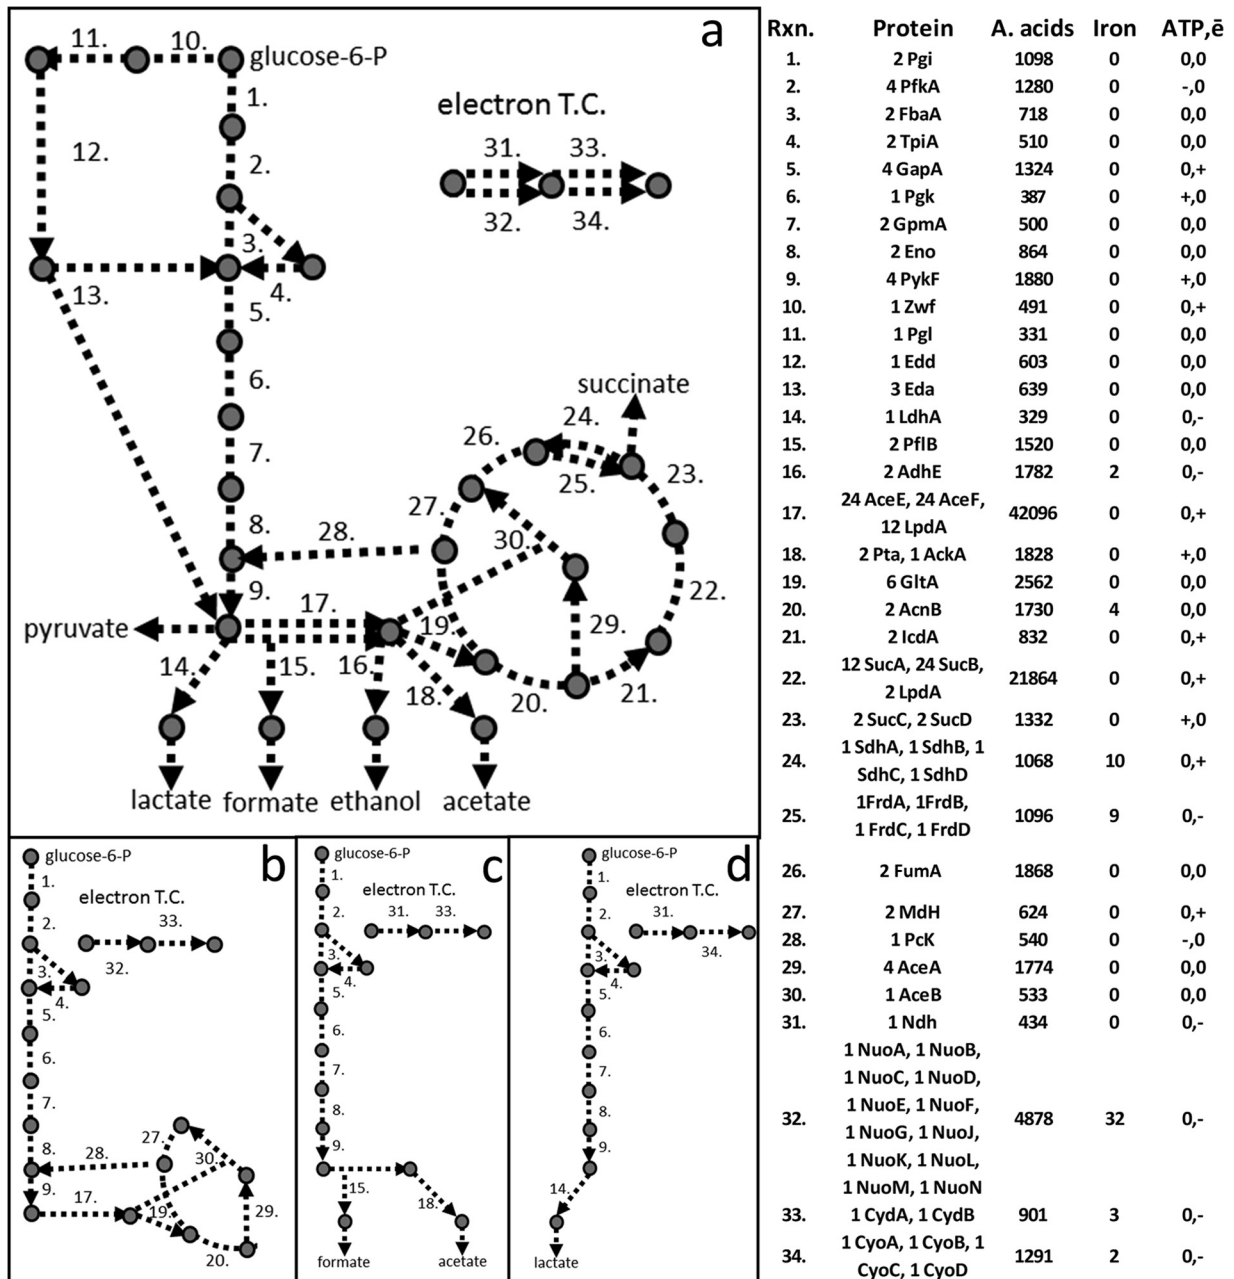 a
11.
10.
glucose-6-P
1.
electron T.C.
12.
2.
31.
33.
32.
34.
3.
13.
4.
5.
6.
succinate
24.
26.
25.
23.
7.
27.
30.
8.
28.
22.
9.
17.
29.
19.
pyruvate
14.
15.
16.
18.
20.
21.
lactate
formate
ethanol
acetate
b
glucose-6-P
1.
electron T.C.
2.
33.
32.
3.
4.
5.
6.
7.
8.
27.
28.
30.
9.
17.
19.
29.
20.
c
glucose-6-P
1.
electron T.C.
2.
31.
33.
3.
4.
5.
6.
7.
8.
9.
15.
18.
formate
acetate
d
glucose-6-P
1.
electron T.C.
2.
31.
34.
3.
4.
5.
6.
7.
8.
9.
14.
lactate
Rxn. Protein A. acids Iron ATP,ē
1. 2 Pgi 1098 0 0,0
2. 4 PfkA 1280 0 -,0
3. 2 FbaA 718 0 0,0
4. 2 TpiA 510 0 0,0
5. 4 GapA 1324 0 0,+
6. 1 Pgk 387 0 +,0
7. 2 GpmA 500 0 0,0
8. 2 Eno 864 0 0,0
9. 4 PykF 1880 0 +,0
10. 1 Zwf 491 0 0,+
11. 1 Pgl 331 0 0,0
12. 1 Edd 603 0 0,0
13. 3 Eda 639 0 0,0
14. 1 LdhA 329 0 0,-
15. 2 PflB 1520 0 0,0
16. 2 AdhE 1782 2 0,-
24 AceE, 24 AceF,
17. 42096 0 0,+
12 LpdA
18. 2 Pta, 1 AckA 1828 0 +,0
19. 6 GltA 2562 0 0,0
20. 2 AcnB 1730 4 0,0
21. 2 IcdA 832 0 0,+
12 SucA, 24 SucB,
22. 21864 0 0,+
2 LpdA
23. 2 SucC, 2 SucD 1332 0 +,0
1 SdhA, 1 SdhB, 1
24. 1068 10 0,+
SdhC, 1 SdhD
1FrdA, 1FrdB,
25. 1096 9 0,-
1 FrdC, 1 FrdD
26. 2 FumA 1868 0 0,0
27. 2 MdH 624 0 0,+
28. 1 PcK 540 0 -,0
29. 4 AceA 1774 0 0,0
30. 1 AceB 533 0 0,0
31. 1 Ndh 434 0 0,-
1 NuoA, 1 NuoB,
1 NuoC, 1 NuoD,
1 NuoE, 1 NuoF,
32. 1 NuoG, 1 NuoJ, 4878 32 0,-
1 NuoK, 1 NuoL,
1 NuoM, 1 NuoN
33. 1 CydA, 1 CydB 901 3 0,-
1 CyoA, 1 CyoB, 1
34. 1291 2 0,-
CyoC, 1 CyoD